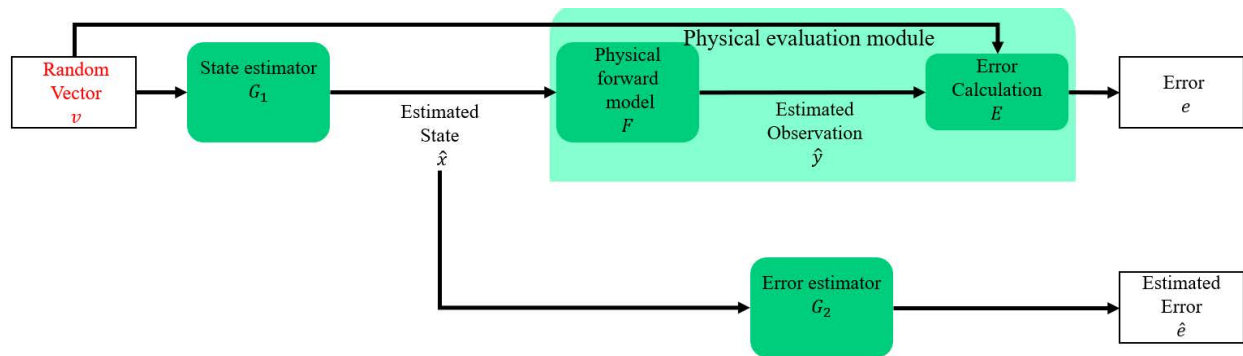 Physical evaluation module
Random
Vector
v
State estimator
G₁
Estimated
State
x̂
Physical
forward
model
F
Estimated
Observation
ŷ
Error
Calculation
E
Error
e
Error estimator
G₂
Estimated
Error
ê